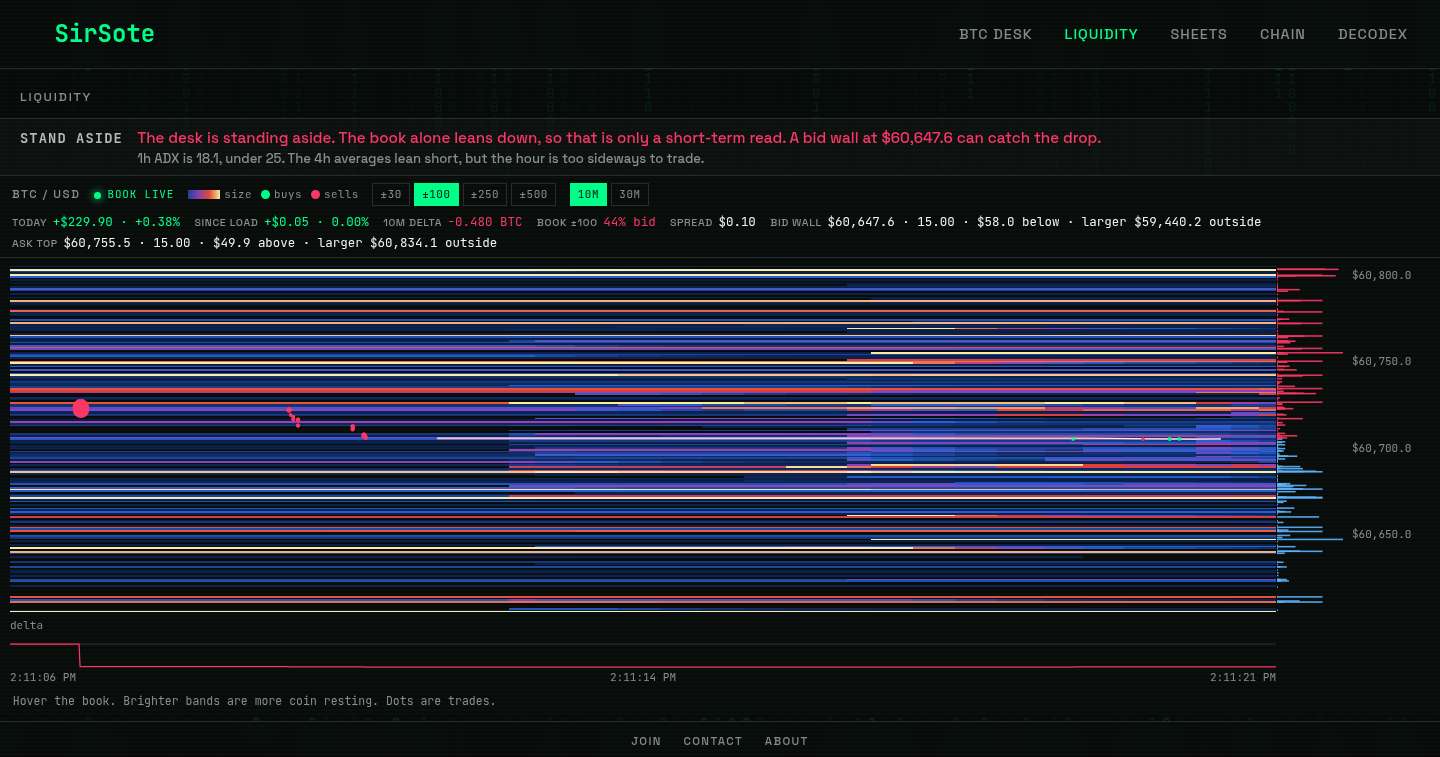 SirSote
BTC DESK LIQUIDITY SHEETS CHAIN DECODEX
LIQUIDITY
STAND ASIDE The desk is standing aside. The book alone leans down, so that is only a short-term read. A bid wall at $60,647.6 can catch the drop.
1h ADX is 18.1, under 25. The 4h averages lean short, but the hour is too sideways to trade.
BTC / USD BOOK LIVE size buys sells ±30 ±100 ±250 ±500 10M 30M
TODAY +$229.90 · +0.38% SINCE LOAD +$0.05 · 0.00% 10M DELTA -0.480 BTC BOOK ±100 44% bid SPREAD $0.10 BID WALL $60,647.6 · 15.00 · $58.0 below · larger $59,440.2 outside
ASK TOP $60,755.5 · 15.00 · $49.9 above · larger $60,834.1 outside
$60,800.0
$60,750.0
$60,700.0
$60,650.0
delta
2:11:06 PM 2:11:14 PM 2:11:21 PM
Hover the book. Brighter bands are more coin resting. Dots are trades.
JOIN CONTACT ABOUT